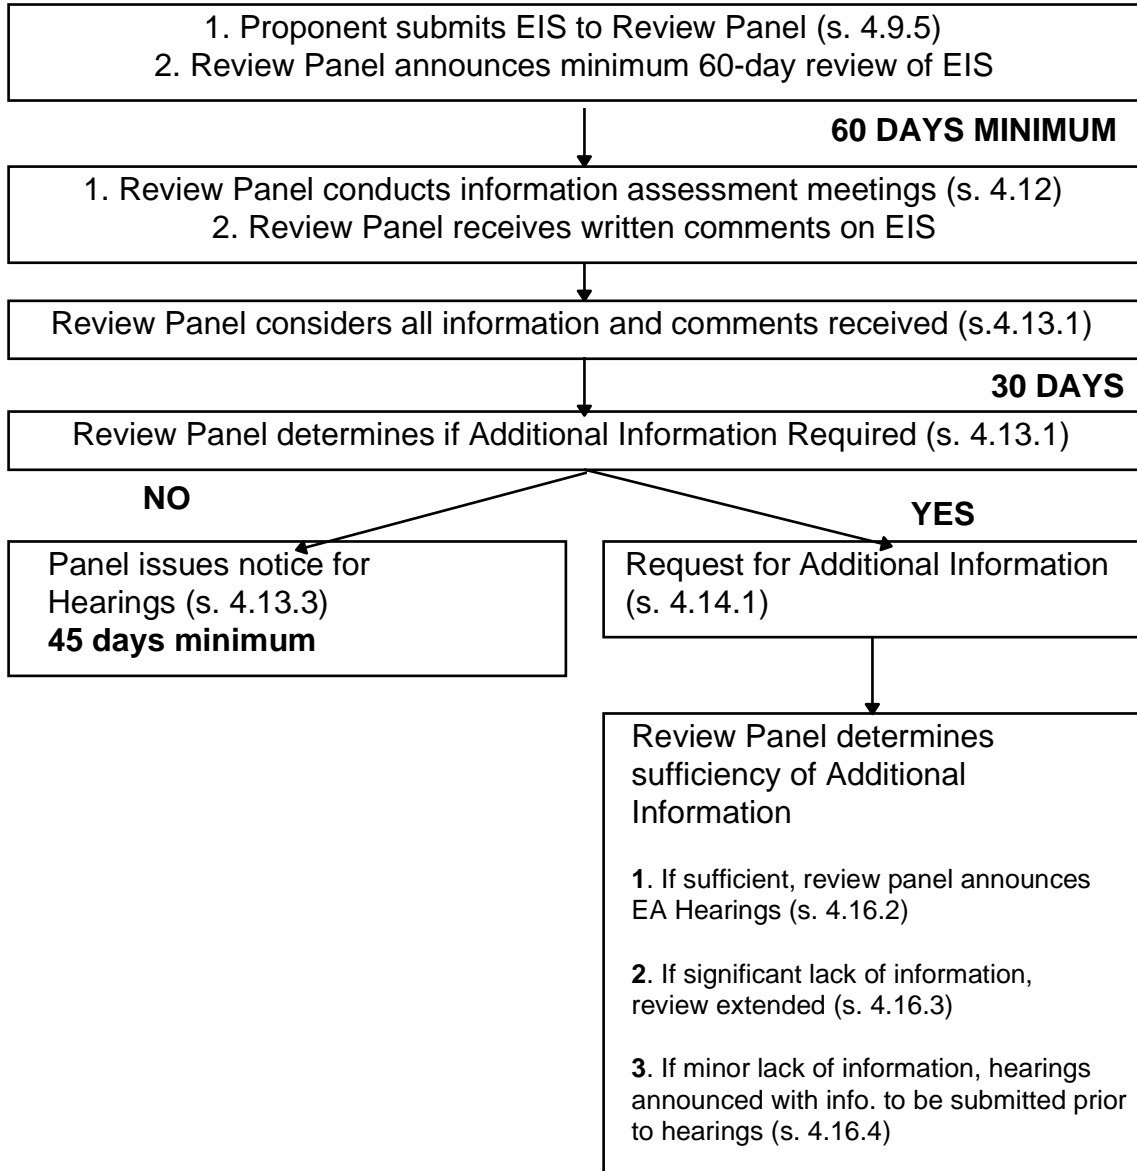 1. Proponent submits EIS to Review Panel (s. 4.9.5)
2. Review Panel announces minimum 60-day review of EIS
60 DAYS MINIMUM
1. Review Panel conducts information assessment meetings (s. 4.12)
2. Review Panel receives written comments on EIS
Review Panel considers all information and comments received (s.4.13.1)
30 DAYS
Review Panel determines if Additional Information Required (s. 4.13.1)
NO
YES
Panel issues notice for
Hearings (s. 4.13.3)
45 days minimum
Request for Additional Information
(s. 4.14.1)
Review Panel determines
sufficiency of Additional
Information
1. If sufficient, review panel announces
EA Hearings (s. 4.16.2)
2. If significant lack of information,
review extended (s. 4.16.3)
3. If minor lack of information, hearings
announced with info. to be submitted prior
to hearings (s. 4.16.4)